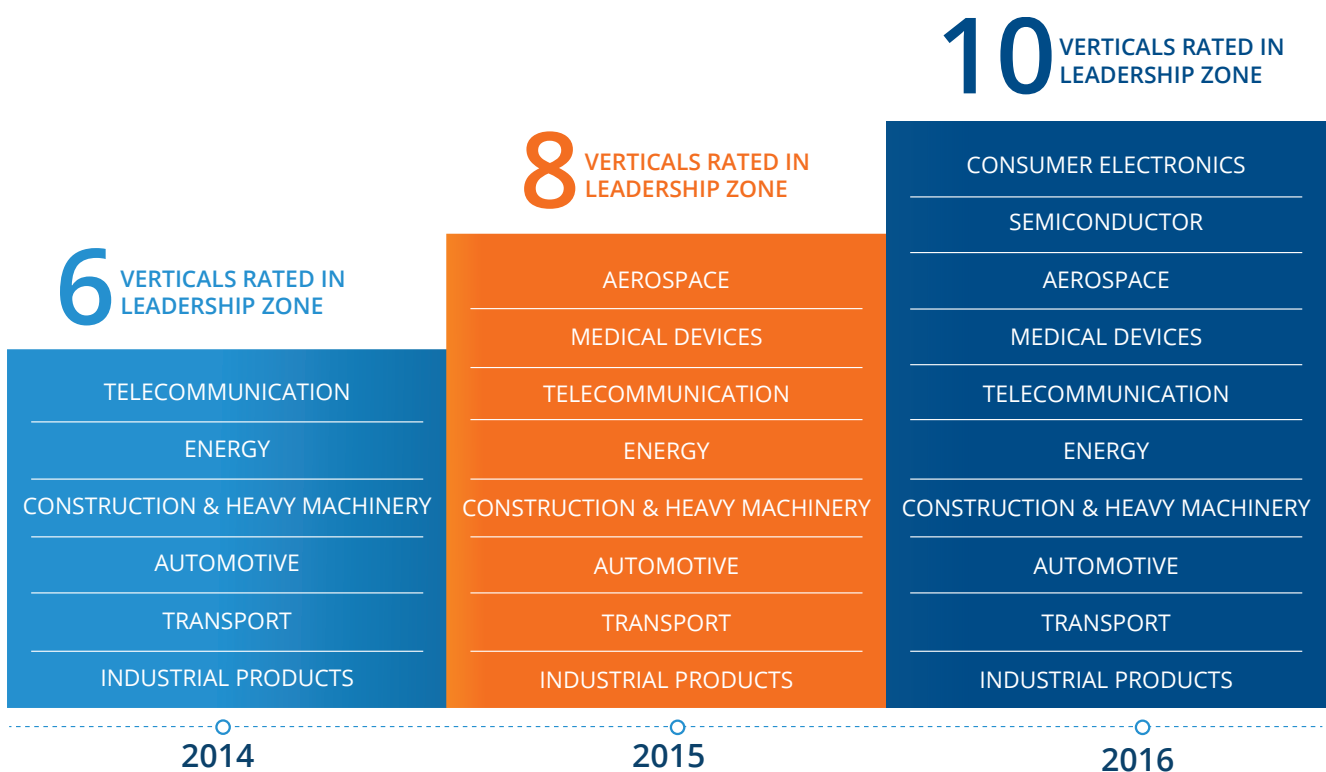 6
VERTICALS RATED IN
LEADERSHIP ZONE
TELECOMMUNICATION
ENERGY
CONSTRUCTION & HEAVY MACHINERY
AUTOMOTIVE
TRANSPORT
INDUSTRIAL PRODUCTS
2014
8
VERTICALS RATED IN
LEADERSHIP ZONE
AEROSPACE
MEDICAL DEVICES
TELECOMMUNICATION
ENERGY
CONSTRUCTION & HEAVY MACHINERY
AUTOMOTIVE
TRANSPORT
INDUSTRIAL PRODUCTS
2015
10
VERTICALS RATED IN
LEADERSHIP ZONE
CONSUMER ELECTRONICS
SEMICONDUCTOR
AEROSPACE
MEDICAL DEVICES
TELECOMMUNICATION
ENERGY
CONSTRUCTION & HEAVY MACHINERY
AUTOMOTIVE
TRANSPORT
INDUSTRIAL PRODUCTS
2016